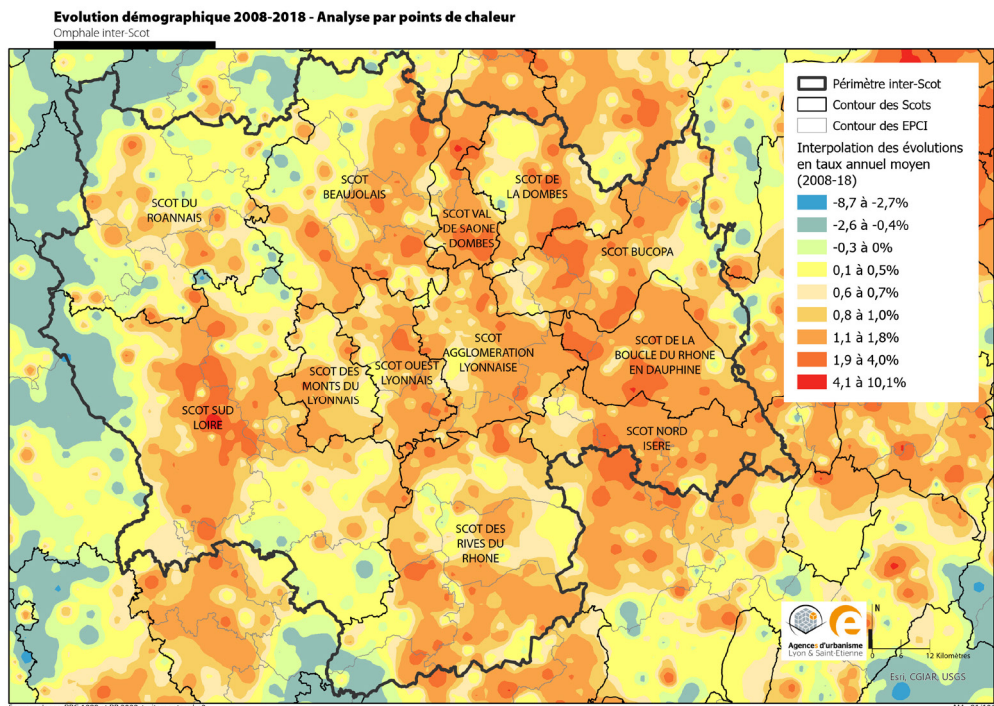 Evolution démographique 2008-2018 - Analyse par points de chaleur
Omphale inter-Scot
Périmètre inter-Scot
Contour des Scots
Contour des EPCI
Interpolation des évolutions
en taux annuel moyen
(2008-18)
-8,7 à -2,7%
-2,6 à -0,4%
-0,3 à 0%
0,1 à 0,5%
0,6 à 0,7%
0,8 à 1,0%
1,1 à 1,8%
1,9 à 4,0%
4,1 à 10,1%
SCOT DU
ROANNAIS
SCOT
BEAUJOLAIS
SCOT VAL
DE SAONE
- DOMBES
SCOT DE
LA DOMBES
SCOT BUCOPA
SCOT SUD
LOIRE
SCOT DES
MONTS DU
LYONNAIS
SCOT OUEST
LYONNAIS
SCOT
AGGLOMERATION
LYONNAISE
SCOT DE LA
BOUCLE DU RHONE
EN DAUPHINE
SCOT NORD
ISERE
SCOT DES
RIVES DU
RHONE
Agences d'urbanisme
Lyon & Saint-Etienne
N
0 6 12 Kilomètres
Esri, CGIAR, USGS